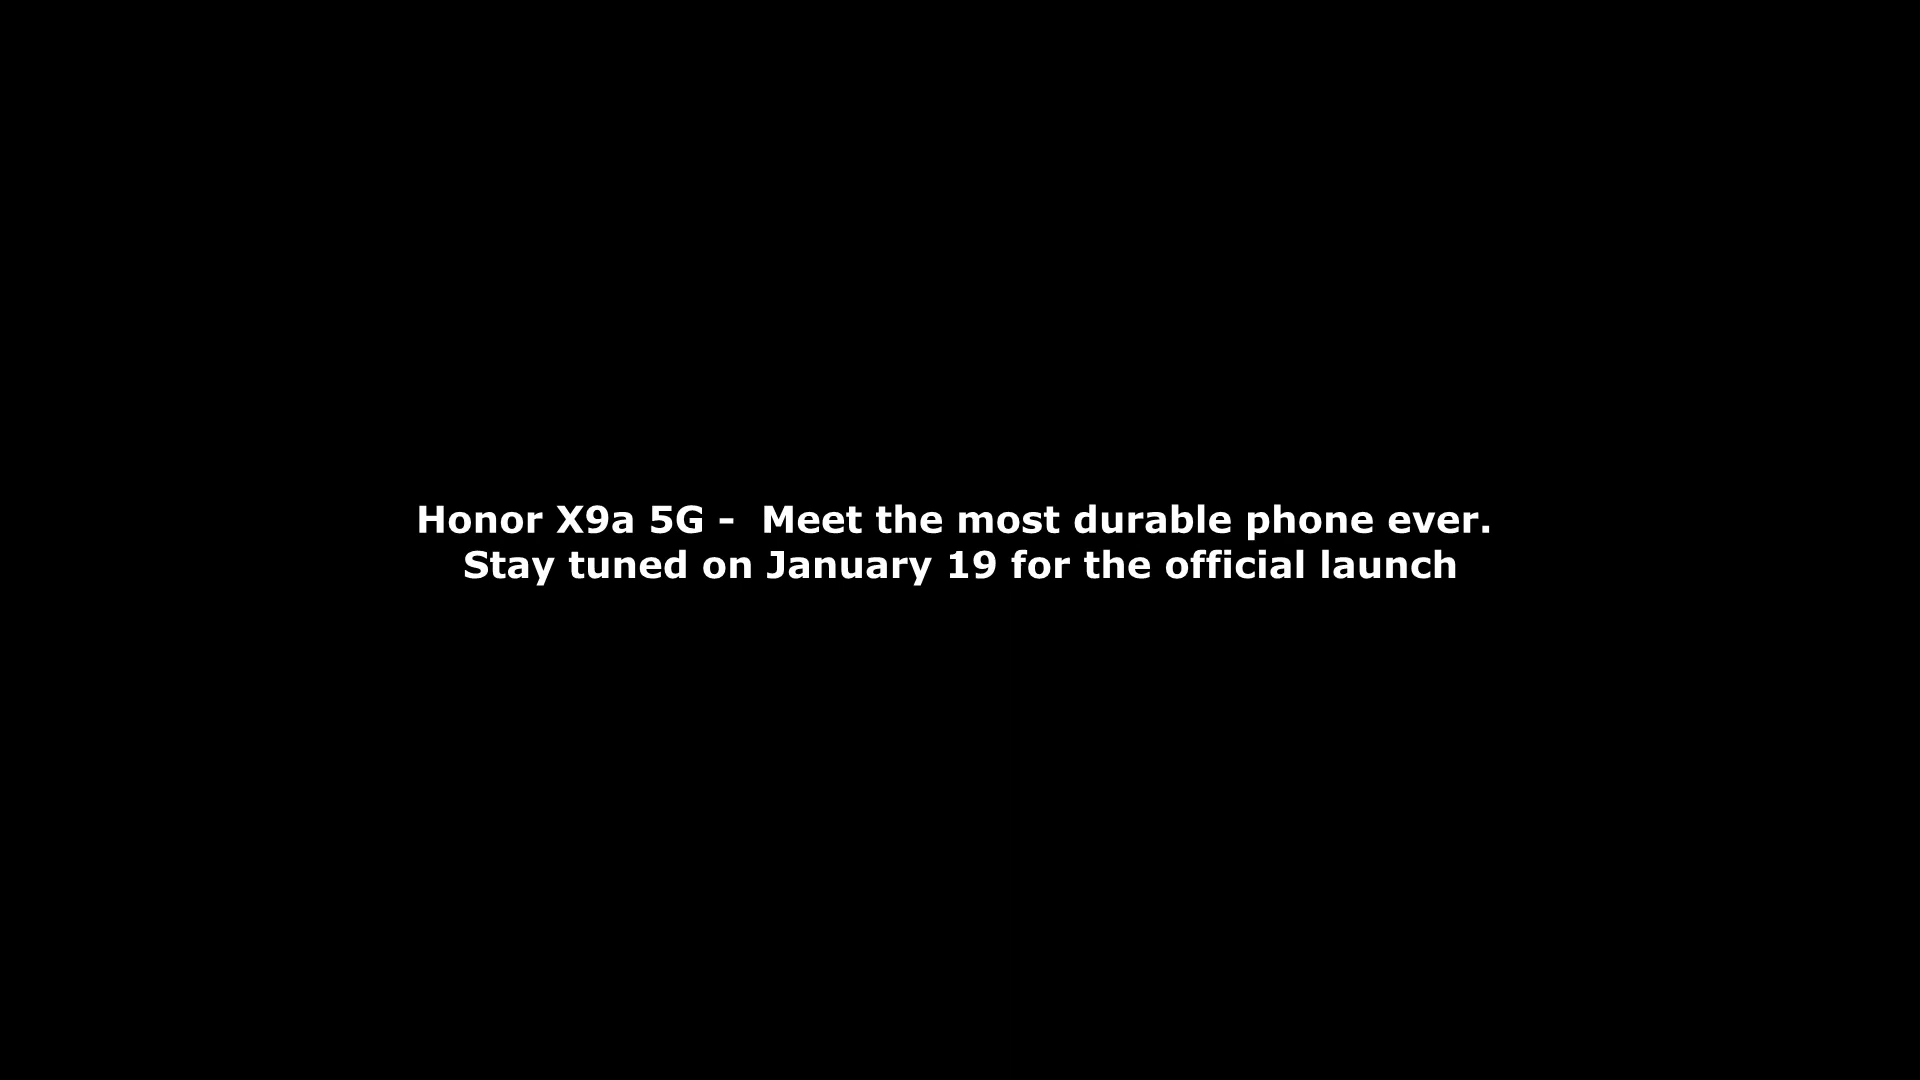 Honor X9a 5G -  Meet the most durable phone ever.
Stay tuned on January 19 for the official launch